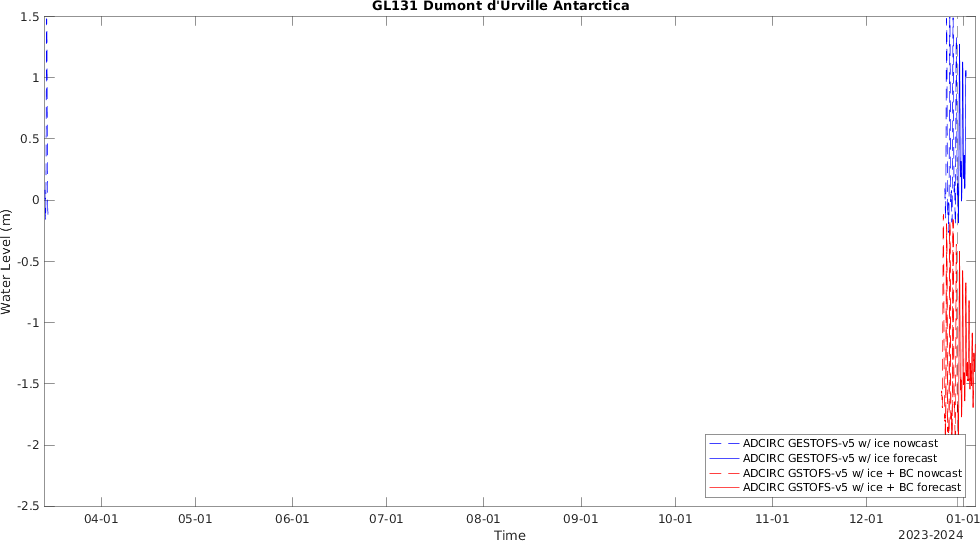 GL131 Dumont d'Urville Antarctica
1.5
1
0.5
0
-0.5
-1
-1.5
-2
-2.5
Water Level (m)
ADCIRC GESTOFS-v5 w/ ice nowcast
ADCIRC GESTOFS-v5 w/ ice forecast
ADCIRC GSTOFS-v5 w/ ice + BC nowcast
ADCIRC GSTOFS-v5 w/ ice + BC forecast
04-01 05-01 06-01 07-01 08-01 09-01 10-01 11-01 12-01 01-01
Time
2023-2024